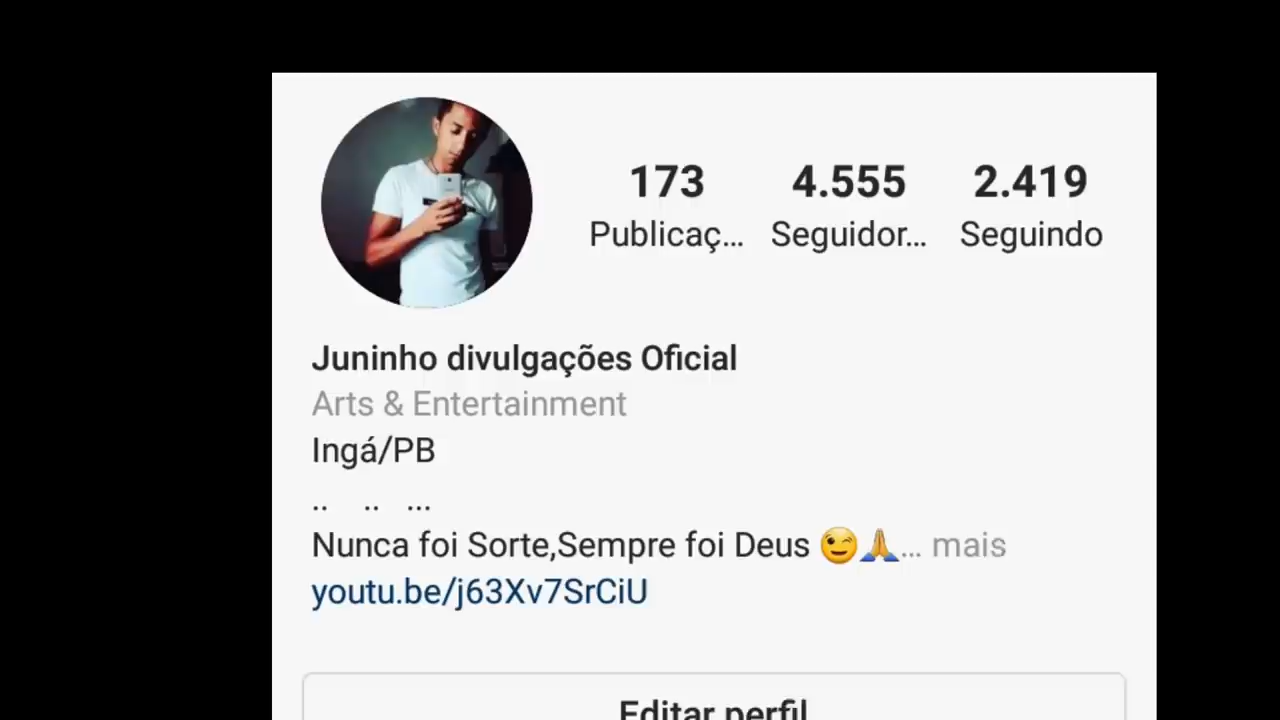 173 4.555 2.419
Publicaç... Seguidor... Seguindo
Juninho divulgações Oficial
Arts & Entertainment
Ingá/PB
.. .. ...
Nunca foi Sorte,Sempre foi Deus 😉🙏... mais
youtu.be/j63Xv7SrCiU
Editar perfil